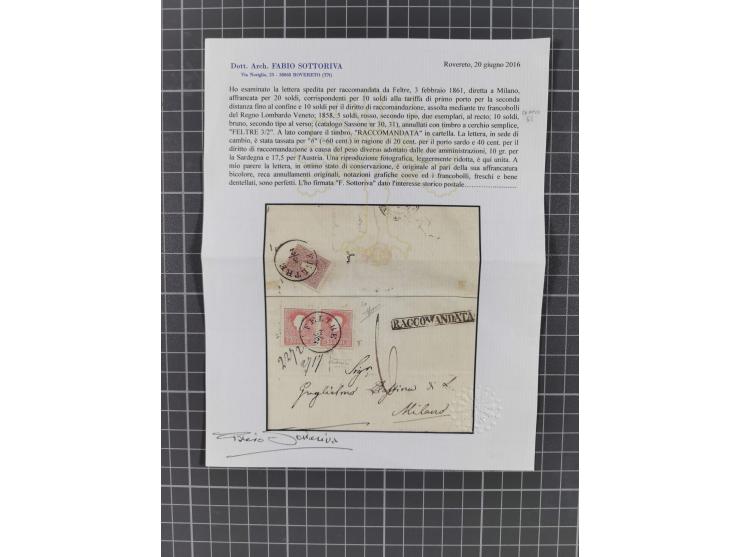 Dott. Arch. FABIO SOTTORIVA
Via Noriglio, 25 - 38068 ROVERETO (TN)
Rovereto, 20 giugno 2016
Ho esaminato la lettera spedita per raccomandata da Feltre, 3 febbraio 1861, diretta a Milano,
affrancata per 20 soldi, corrispondenti per 10 soldi alla tariffa di primo porto per la seconda
distanza fino al confine e 10 soldi per il diritto di raccomandazione, assolta mediante tre francobolli
del Regno Lombardo Veneto; 1858, 5 soldi, rosso, secondo tipo, due esemplari, al recto; 10 soldi,
bruno, secondo tipo al verso; (catalogo Sassone nr 30, 31), annullati con timbro a cerchio semplice,
"FELTRE 3/2". A lato compare il timbro, "RACCOMANDATA" in cartella. La lettera, in sede di
cambio, è stata tassata per "6" (=60 cent.) in ragione di 20 cent. per il porto sardo e 40 cent. per il
diritto di raccomandazione a causa del peso diverso adottato dalle due amministrazioni, 10 gr. per
la Sardegna e 17,5 per l'Austria. Una riproduzione fotografica, leggermente ridotta, è qui unita. A
mio parere la lettera, in ottimo stato di conservazione, è originale al pari della sua affrancatura
bicolore, reca annullamenti originali, notazioni grafiche coeve ed i francobolli, freschi e bene
dentellati, sono perfetti. L'ho firmata "F. Sottoriva" dato l'interesse storico postale
FELTRE
FELTRE
RACCOMANDATA
Sigr
Guglielmo
Milano
Fabio Sottoriva